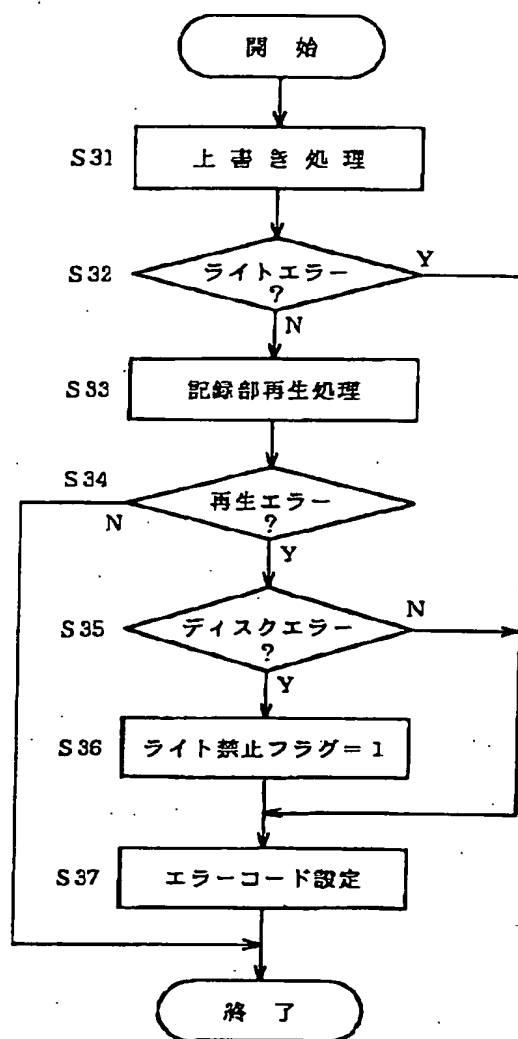 開始
S31
上書き処理
S32
ライトエラー
?
Y
N
S33
記録部再生処理
S34
再生エラー
?
N
Y
S35
ディスクエラー
?
N
Y
S36
ライト禁止フラグ=1
S37
エラーコード設定
終了